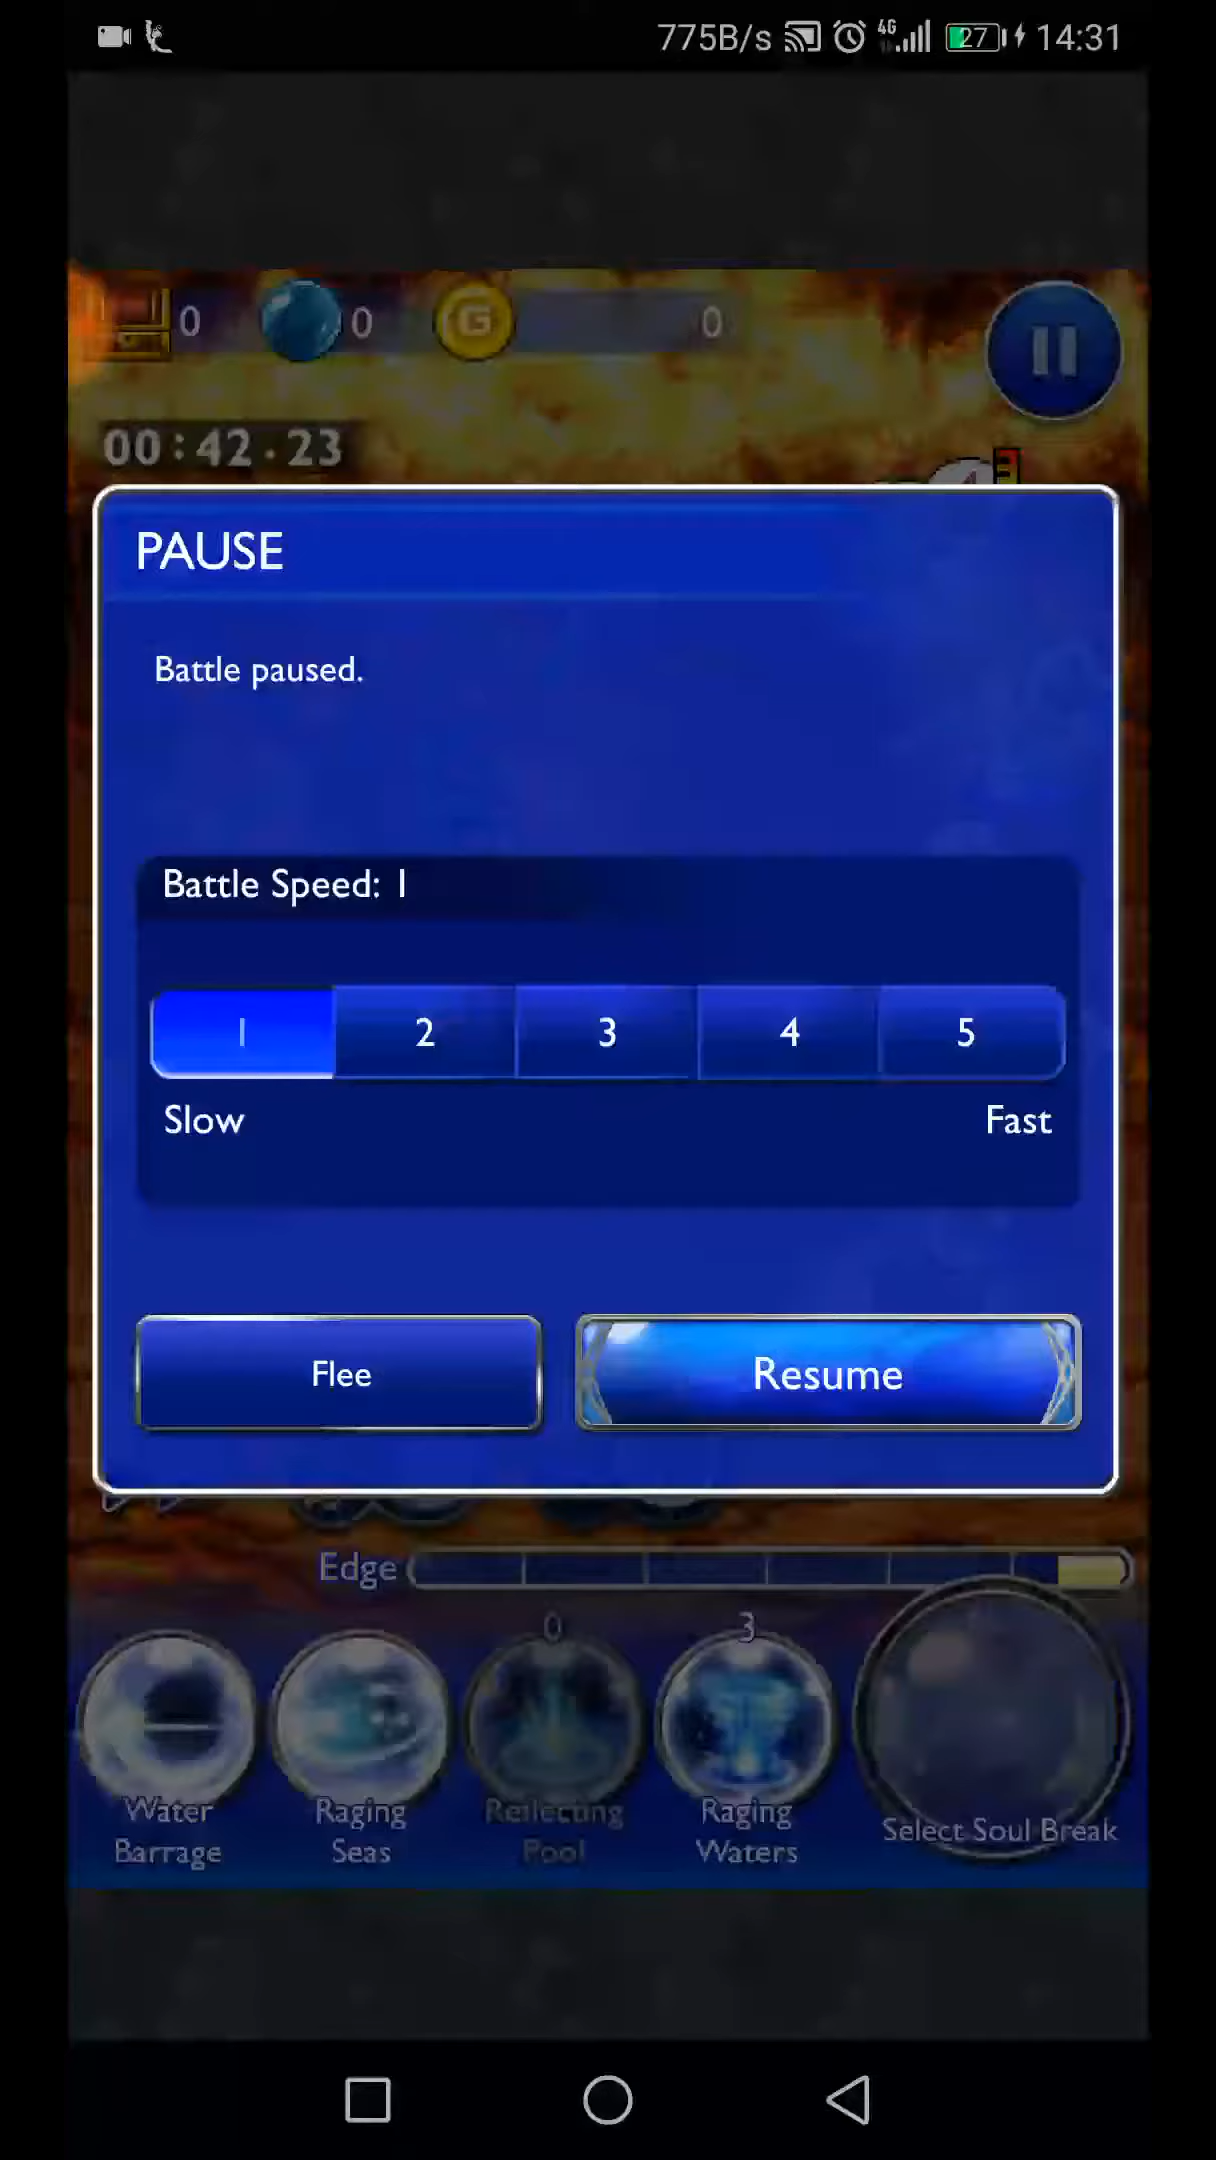 775B/s 4G 27 14:31
0 0 G 0
00:42.23
PAUSE
Battle paused.
Battle Speed: 1
1 2 3 4 5
Slow Fast
Flee Resume
Edge
0 3
Water Barrage
Raging Seas
Reflecting Pool
Raging Waters
Select Soul Break